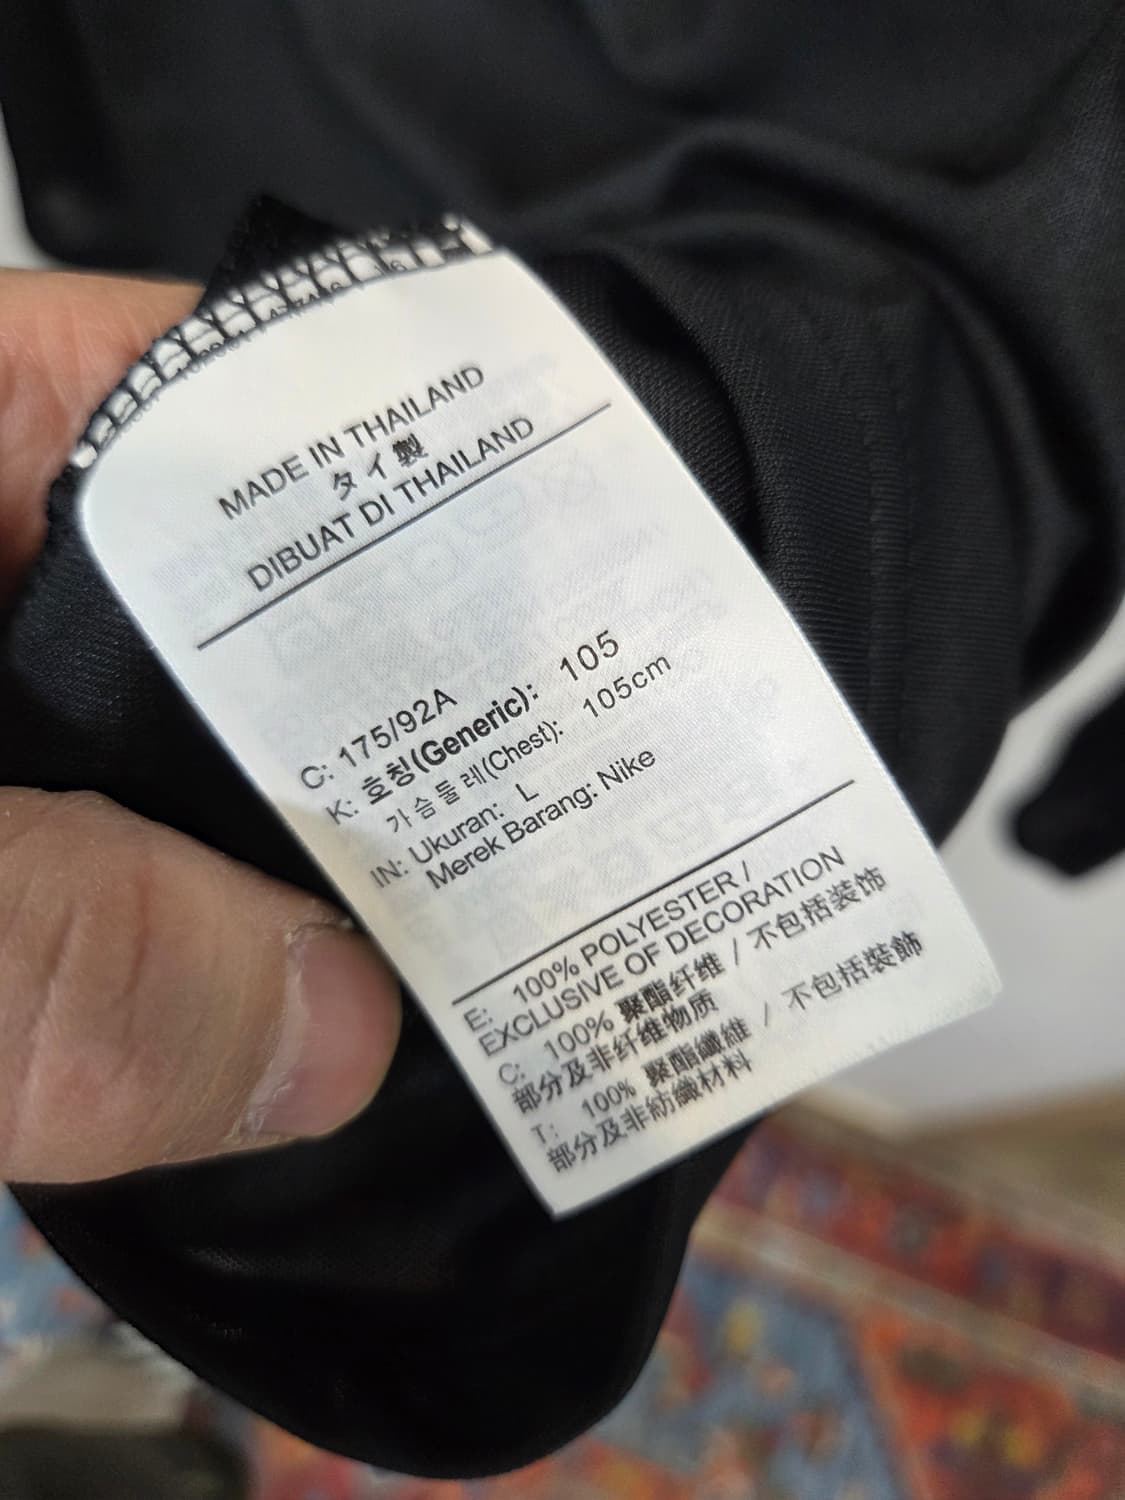 MADE IN THAILAND
タイ製
DIBUAT DI THAILAND
C: 175/92A
K: 호칭(Generic): 105
가슴둘레(Chest): 105cm
IN: Ukuran: L
Merek Barang: Nike
E: 100% POLYESTER /
EXCLUSIVE OF DECORATION
C: 100% 聚酯纤维 / 不包括装饰
部分及非纤维物质
T: 100% 聚酯纖維 / 不包括裝飾
部分及非紡織材料